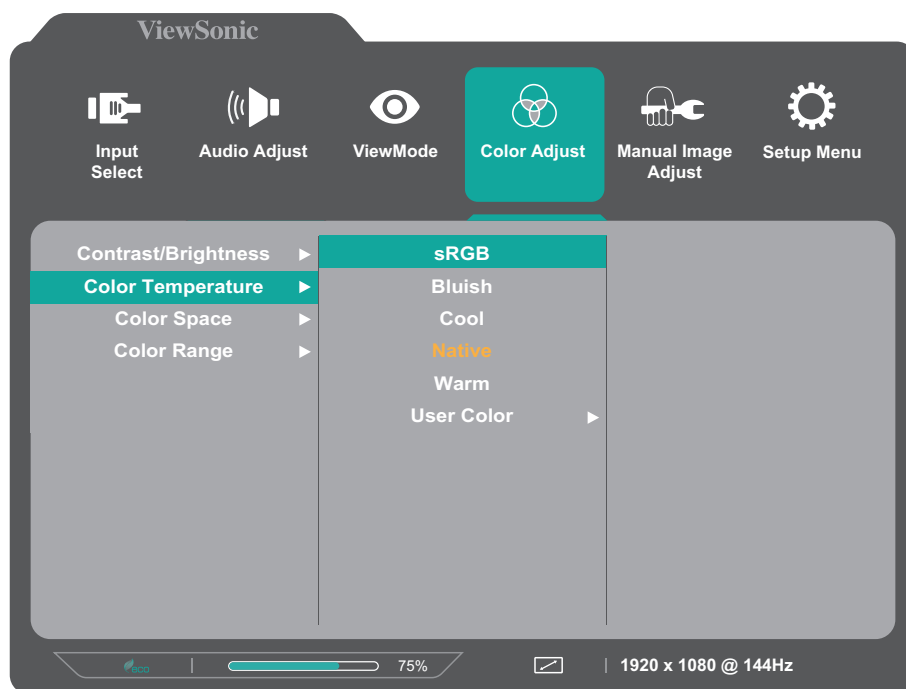 ViewSonic
Input
Select
Audio Adjust
ViewMode
Color Adjust
Manual Image
Adjust
Setup Menu
Contrast/Brightness
Color Temperature
Color Space
Color Range
sRGB
Bluish
Cool
Native
Warm
User Color
eco
75%
1920 x 1080 @ 144Hz